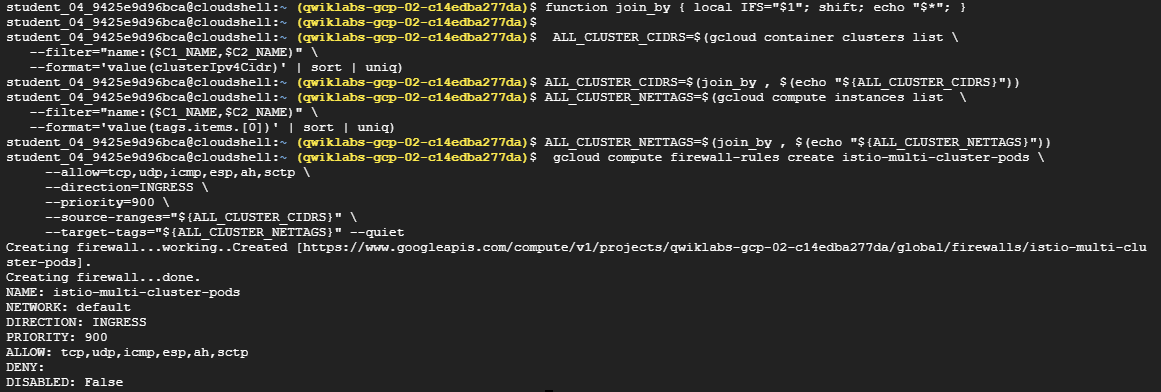 student_04_9425e9d96bca@cloudshell:~ (qwiklabs-gcp-02-c14edba277da)$ function join_by { local IFS="$1"; shift; echo "$*"; }
student_04_9425e9d96bca@cloudshell:~ (qwiklabs-gcp-02-c14edba277da)$
student_04_9425e9d96bca@cloudshell:~ (qwiklabs-gcp-02-c14edba277da)$  ALL_CLUSTER_CIDRS=$(gcloud container clusters list \
   --filter="name:($C1_NAME,$C2_NAME)" \
   --format='value(clusterIpv4Cidr)' | sort | uniq)
student_04_9425e9d96bca@cloudshell:~ (qwiklabs-gcp-02-c14edba277da)$ ALL_CLUSTER_CIDRS=$(join_by , $(echo "${ALL_CLUSTER_CIDRS}"))
student_04_9425e9d96bca@cloudshell:~ (qwiklabs-gcp-02-c14edba277da)$ ALL_CLUSTER_NETTAGS=$(gcloud compute instances list  \
   --filter="name:($C1_NAME,$C2_NAME)" \
   --format='value(tags.items.[0])' | sort | uniq)
student_04_9425e9d96bca@cloudshell:~ (qwiklabs-gcp-02-c14edba277da)$ ALL_CLUSTER_NETTAGS=$(join_by , $(echo "${ALL_CLUSTER_NETTAGS}"))
student_04_9425e9d96bca@cloudshell:~ (qwiklabs-gcp-02-c14edba277da)$  gcloud compute firewall-rules create istio-multi-cluster-pods \
     --allow=tcp,udp,icmp,esp,ah,sctp \
     --direction=INGRESS \
     --priority=900 \
     --source-ranges="${ALL_CLUSTER_CIDRS}" \
     --target-tags="${ALL_CLUSTER_NETTAGS}" --quiet
Creating firewall...working..Created [https://www.googleapis.com/compute/v1/projects/qwiklabs-gcp-02-c14edba277da/global/firewalls/istio-multi-clu
ster-pods].
Creating firewall...done.
NAME: istio-multi-cluster-pods
NETWORK: default
DIRECTION: INGRESS
PRIORITY: 900
ALLOW: tcp,udp,icmp,esp,ah,sctp
DENY:
DISABLED: False